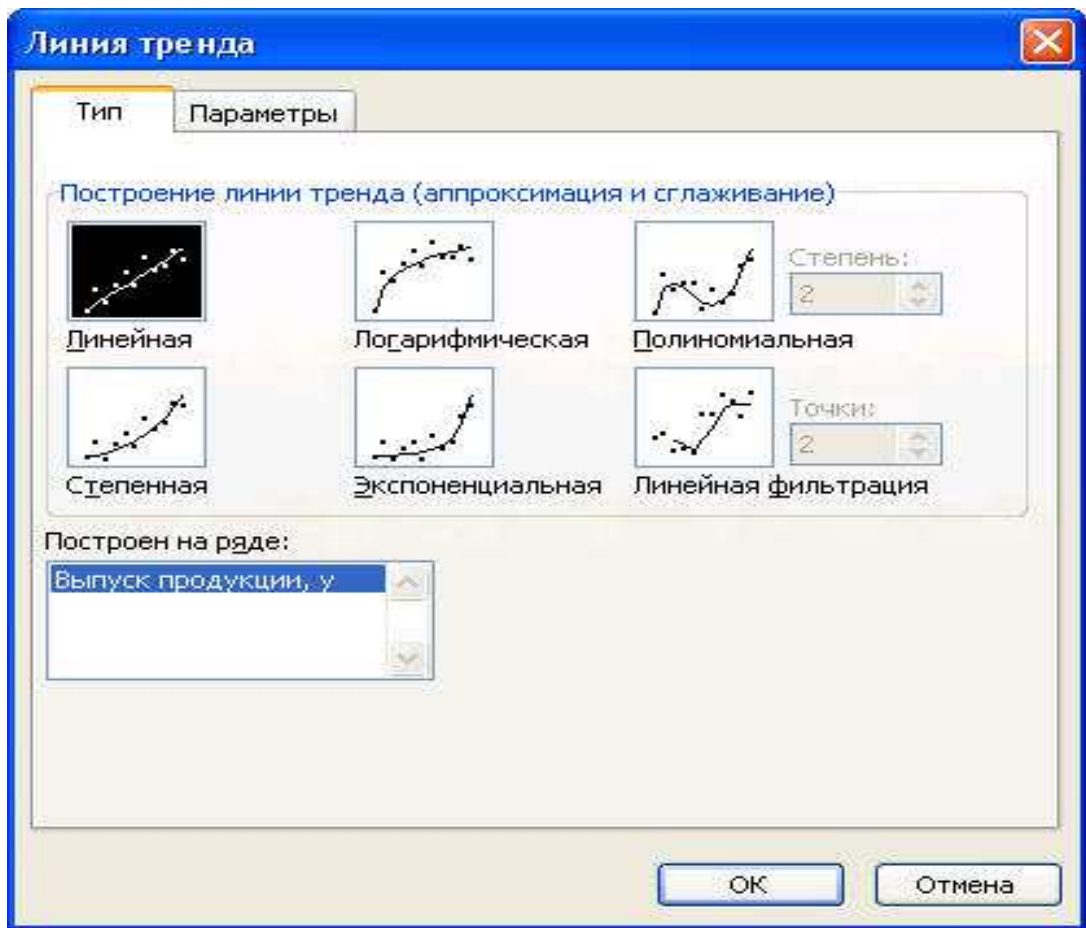 Линия тренда
Тип Параметры
Построение линии тренда (аппроксимация и сглаживание)
Степень:
2
Линейная Логарифмическая Полиномиальная
Точки:
2
Степенная Экспоненциальная Линейная фильтрация
Построен на ряде:
Выпуск продукции, у
ОК Отмена